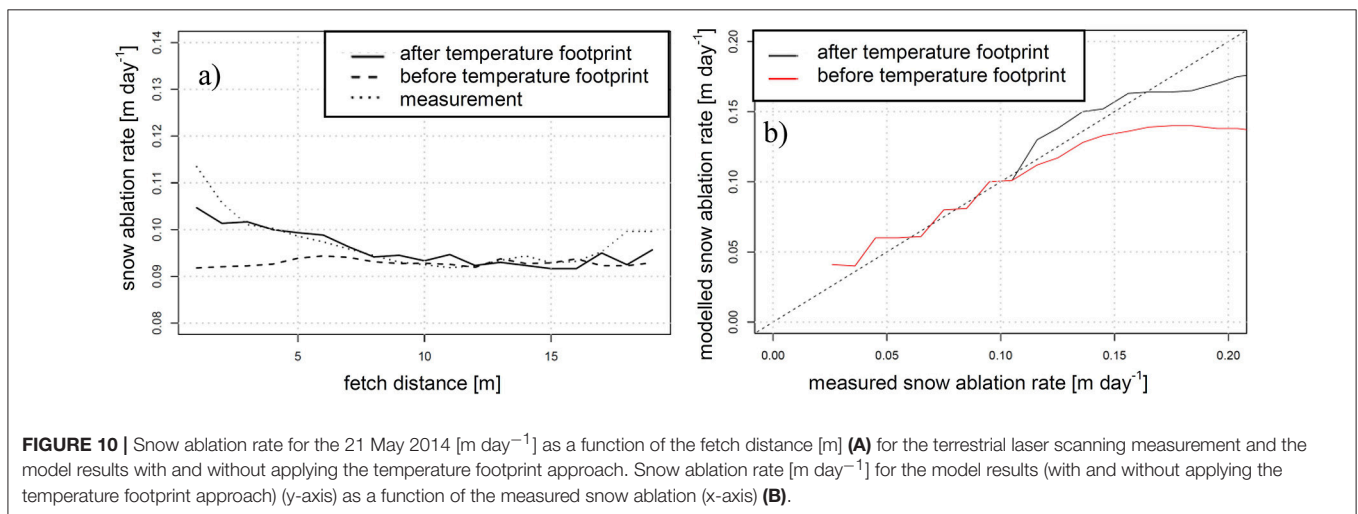 a)
after temperature footprint
before temperature footprint
measurement
snow ablation rate [m day⁻¹]
0.14
0.13
0.12
0.11
0.10
0.09
0.08
5
10
15
fetch distance [m]
b)
after temperature footprint
before temperature footprint
modelled snow ablation rate [m day⁻¹]
0.20
0.15
0.10
0.05
0.00
0.00
0.05
0.10
0.15
0.20
measured snow ablation rate [m day⁻¹]
FIGURE 10 | Snow ablation rate for the 21 May 2014 [m day⁻¹] as a function of the fetch distance [m] (A) for the terrestrial laser scanning measurement and the
model results with and without applying the temperature footprint approach. Snow ablation rate [m day⁻¹] for the model results (with and without applying the
temperature footprint approach) (y-axis) as a function of the measured snow ablation (x-axis) (B).